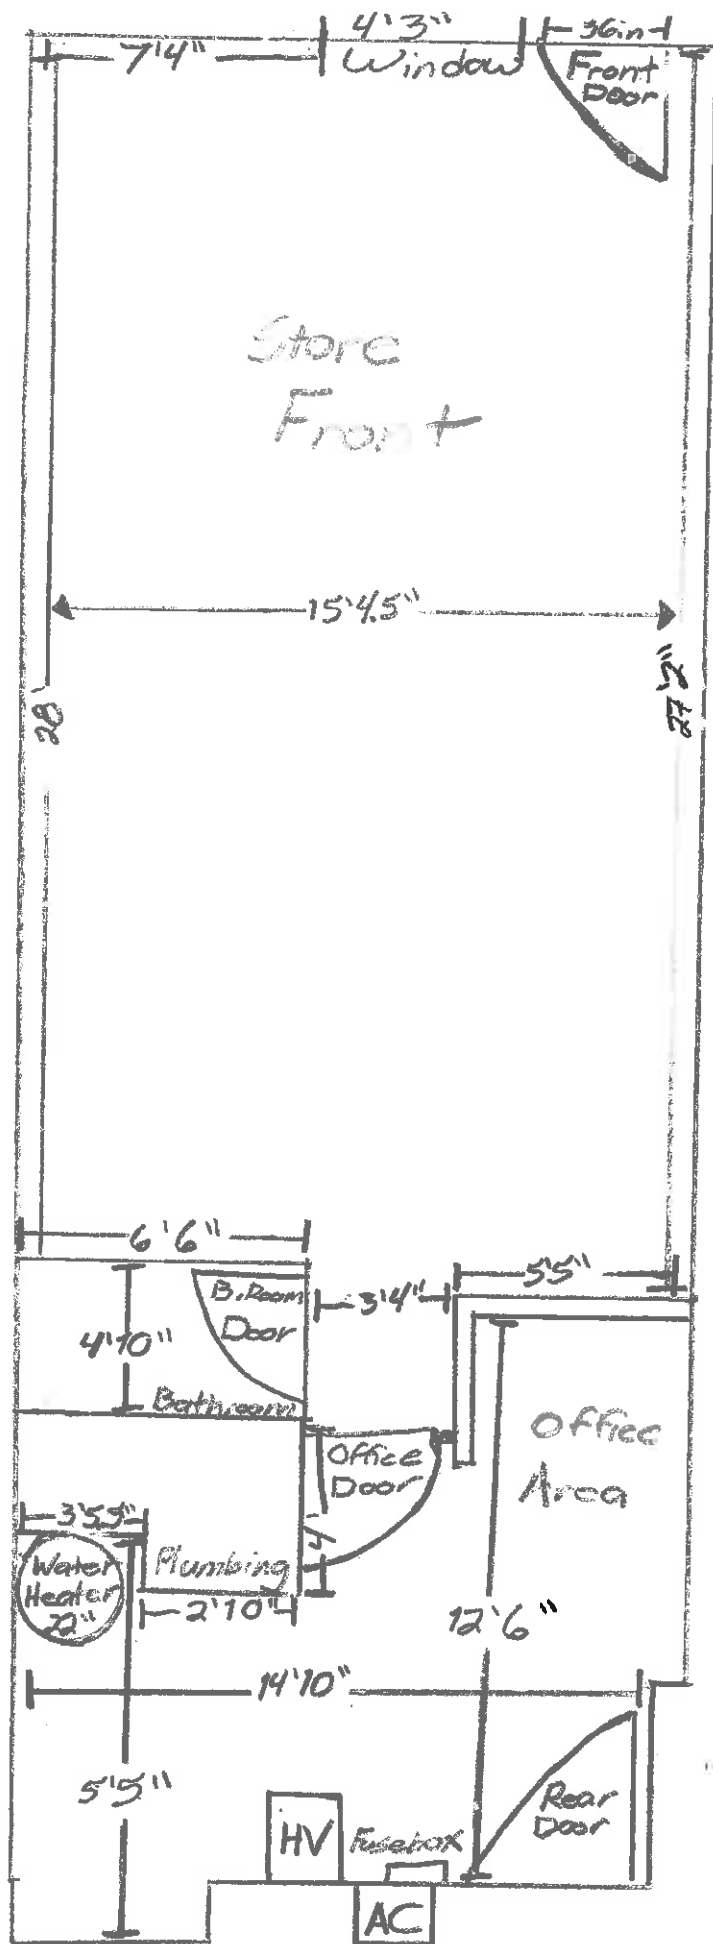 4'3"
36in
7'4"
Window
Front
Door
Store
Front
15'4.5"
28'
27'2"
6'6"
5'5"
B.Room
Door
3'4"
4'10"
Bathroom
Office
Area
Office
Door
3'5.5"
4'
Water
Heater
22"
Plumbing
2'10"
12'6"
14'10"
5'5"
Rear
Door
HV
Fusebox
AC